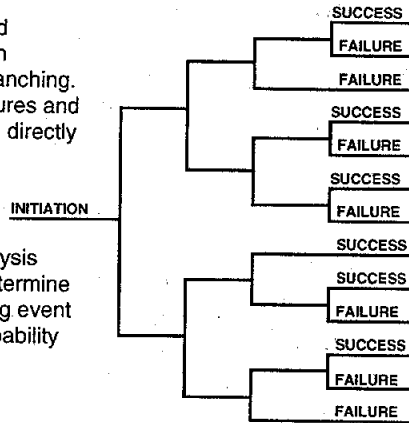 d
n
anching.
ures and
directly
ysis
termine
g event
bability
INITIATION
SUCCESS
FAILURE
FAILURE
SUCCESS
FAILURE
SUCCESS
FAILURE
SUCCESS
SUCCESS
FAILURE
SUCCESS
FAILURE
FAILURE